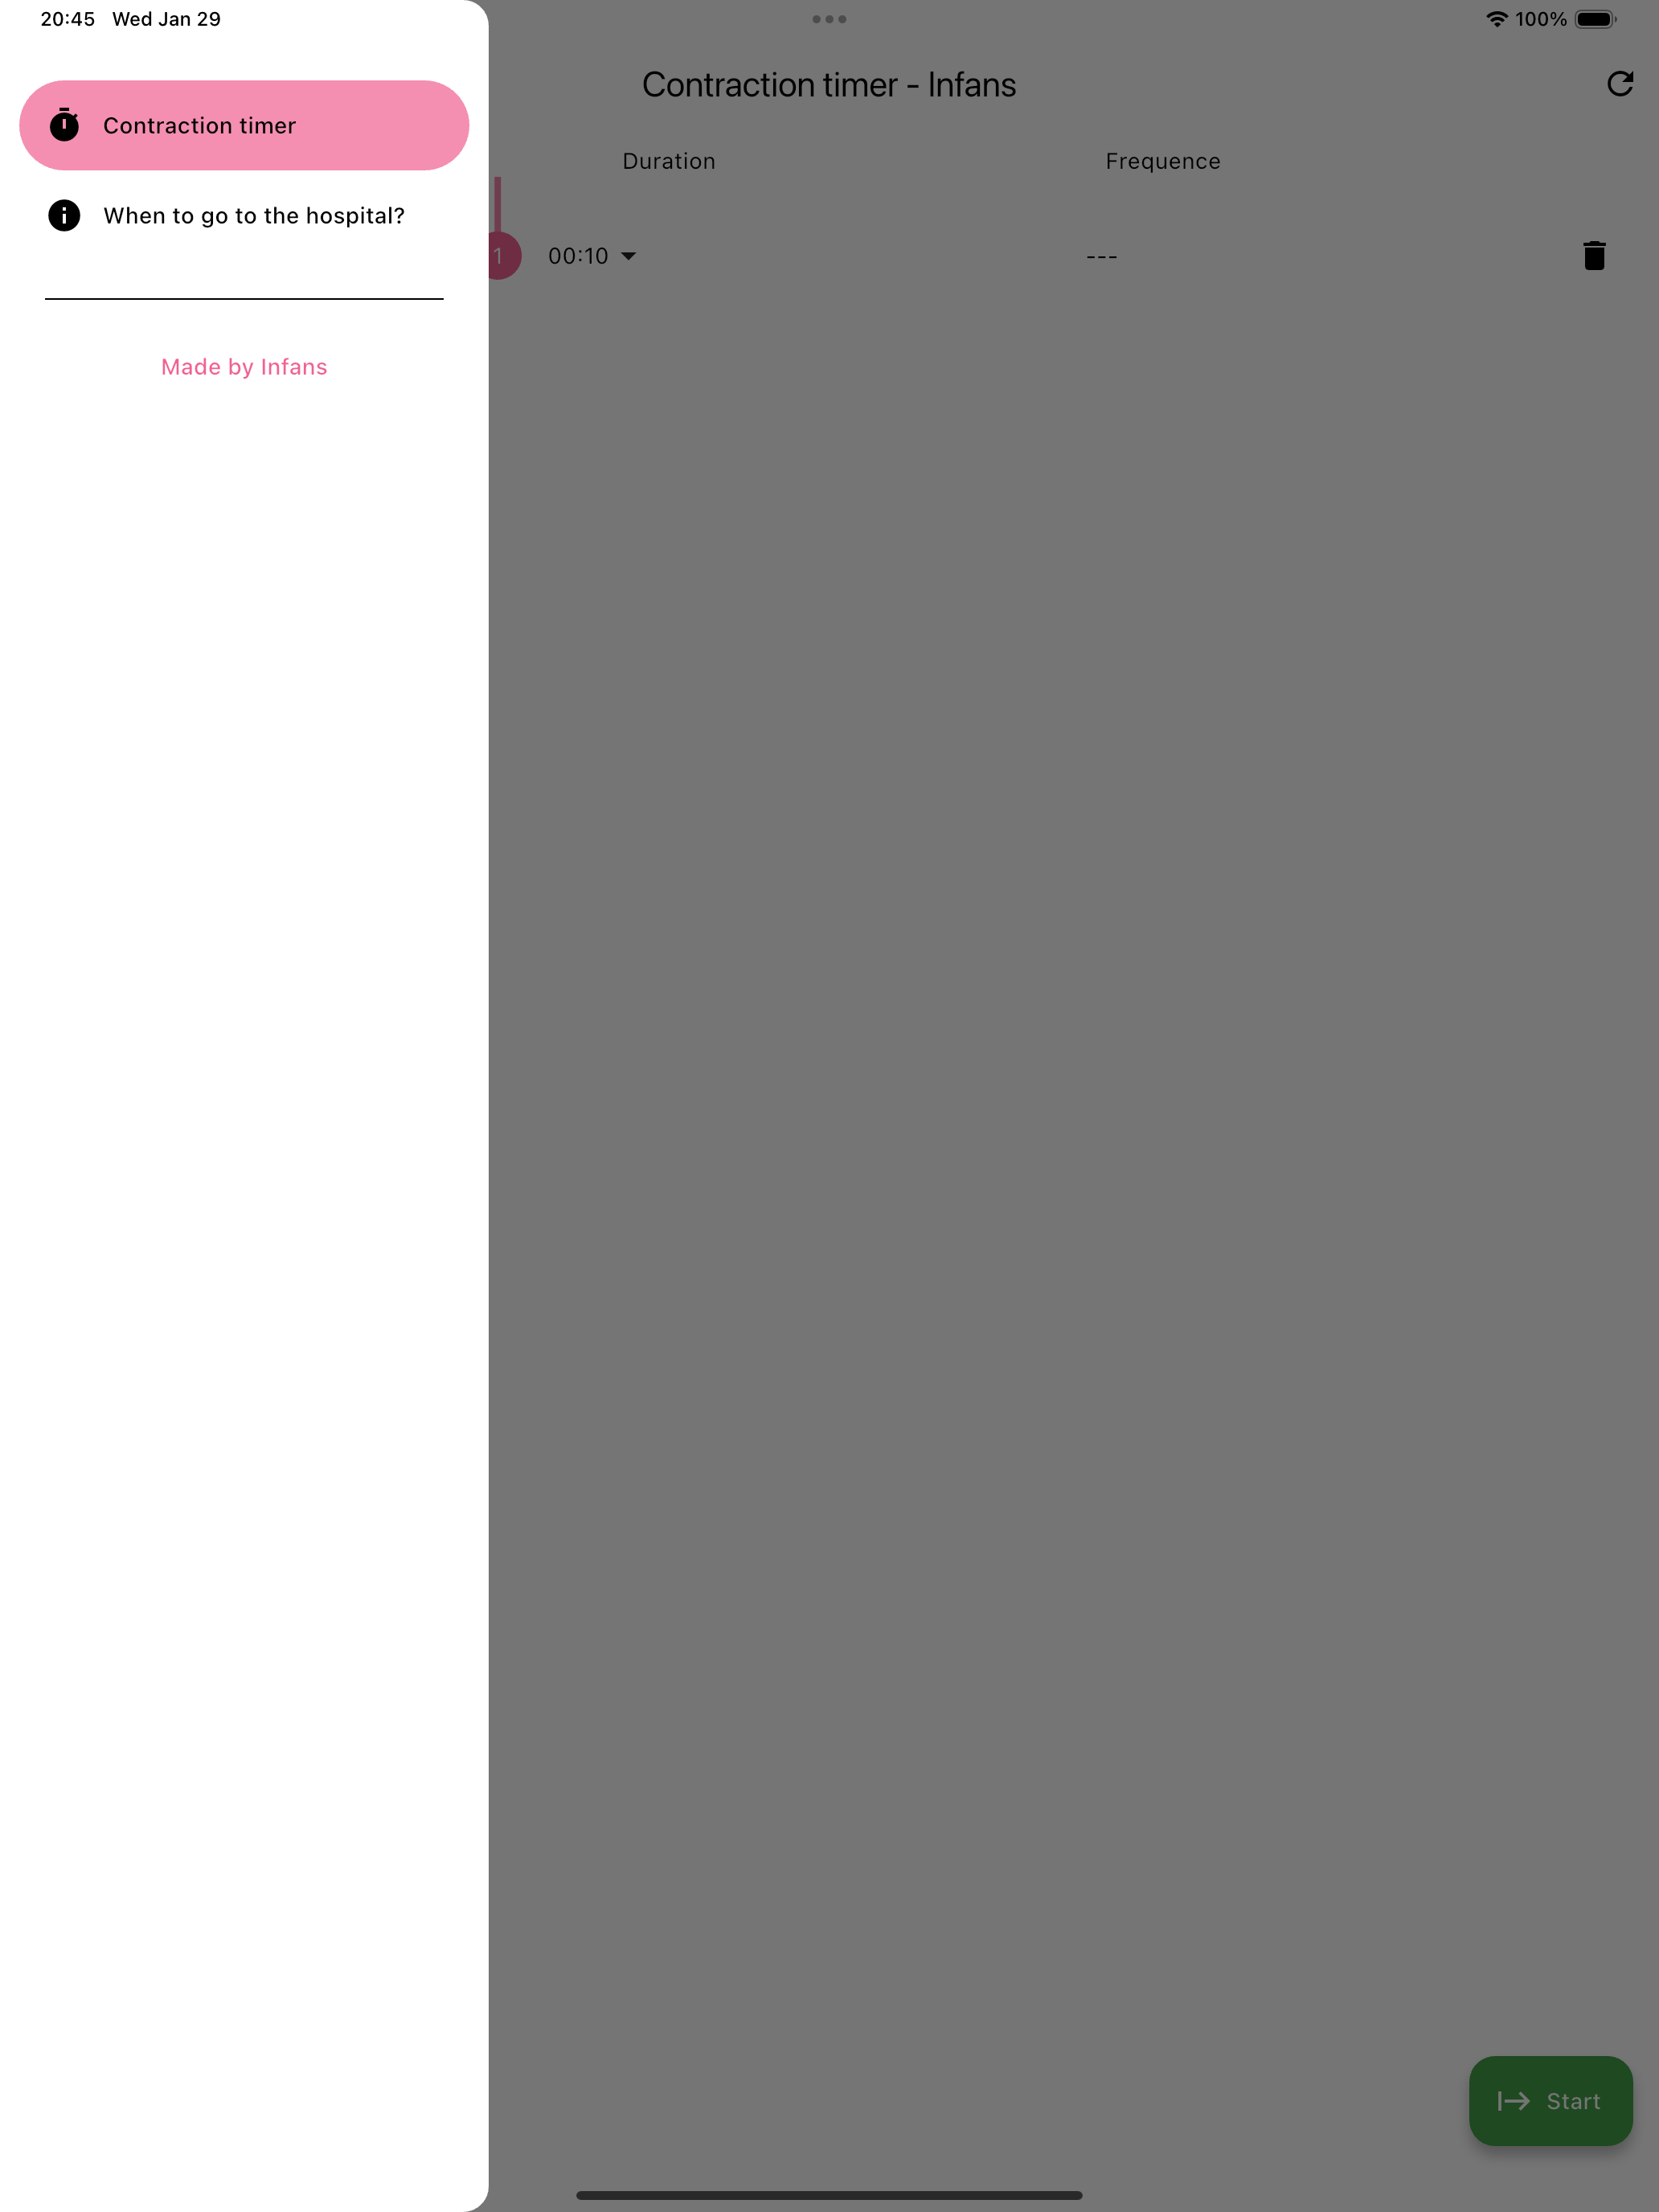 20:45 Wed Jan 29
100%
Contraction timer - Infans
Contraction timer
Duration Frequence
When to go to the hospital?
1 00:10 ---
Made by Infans
Start